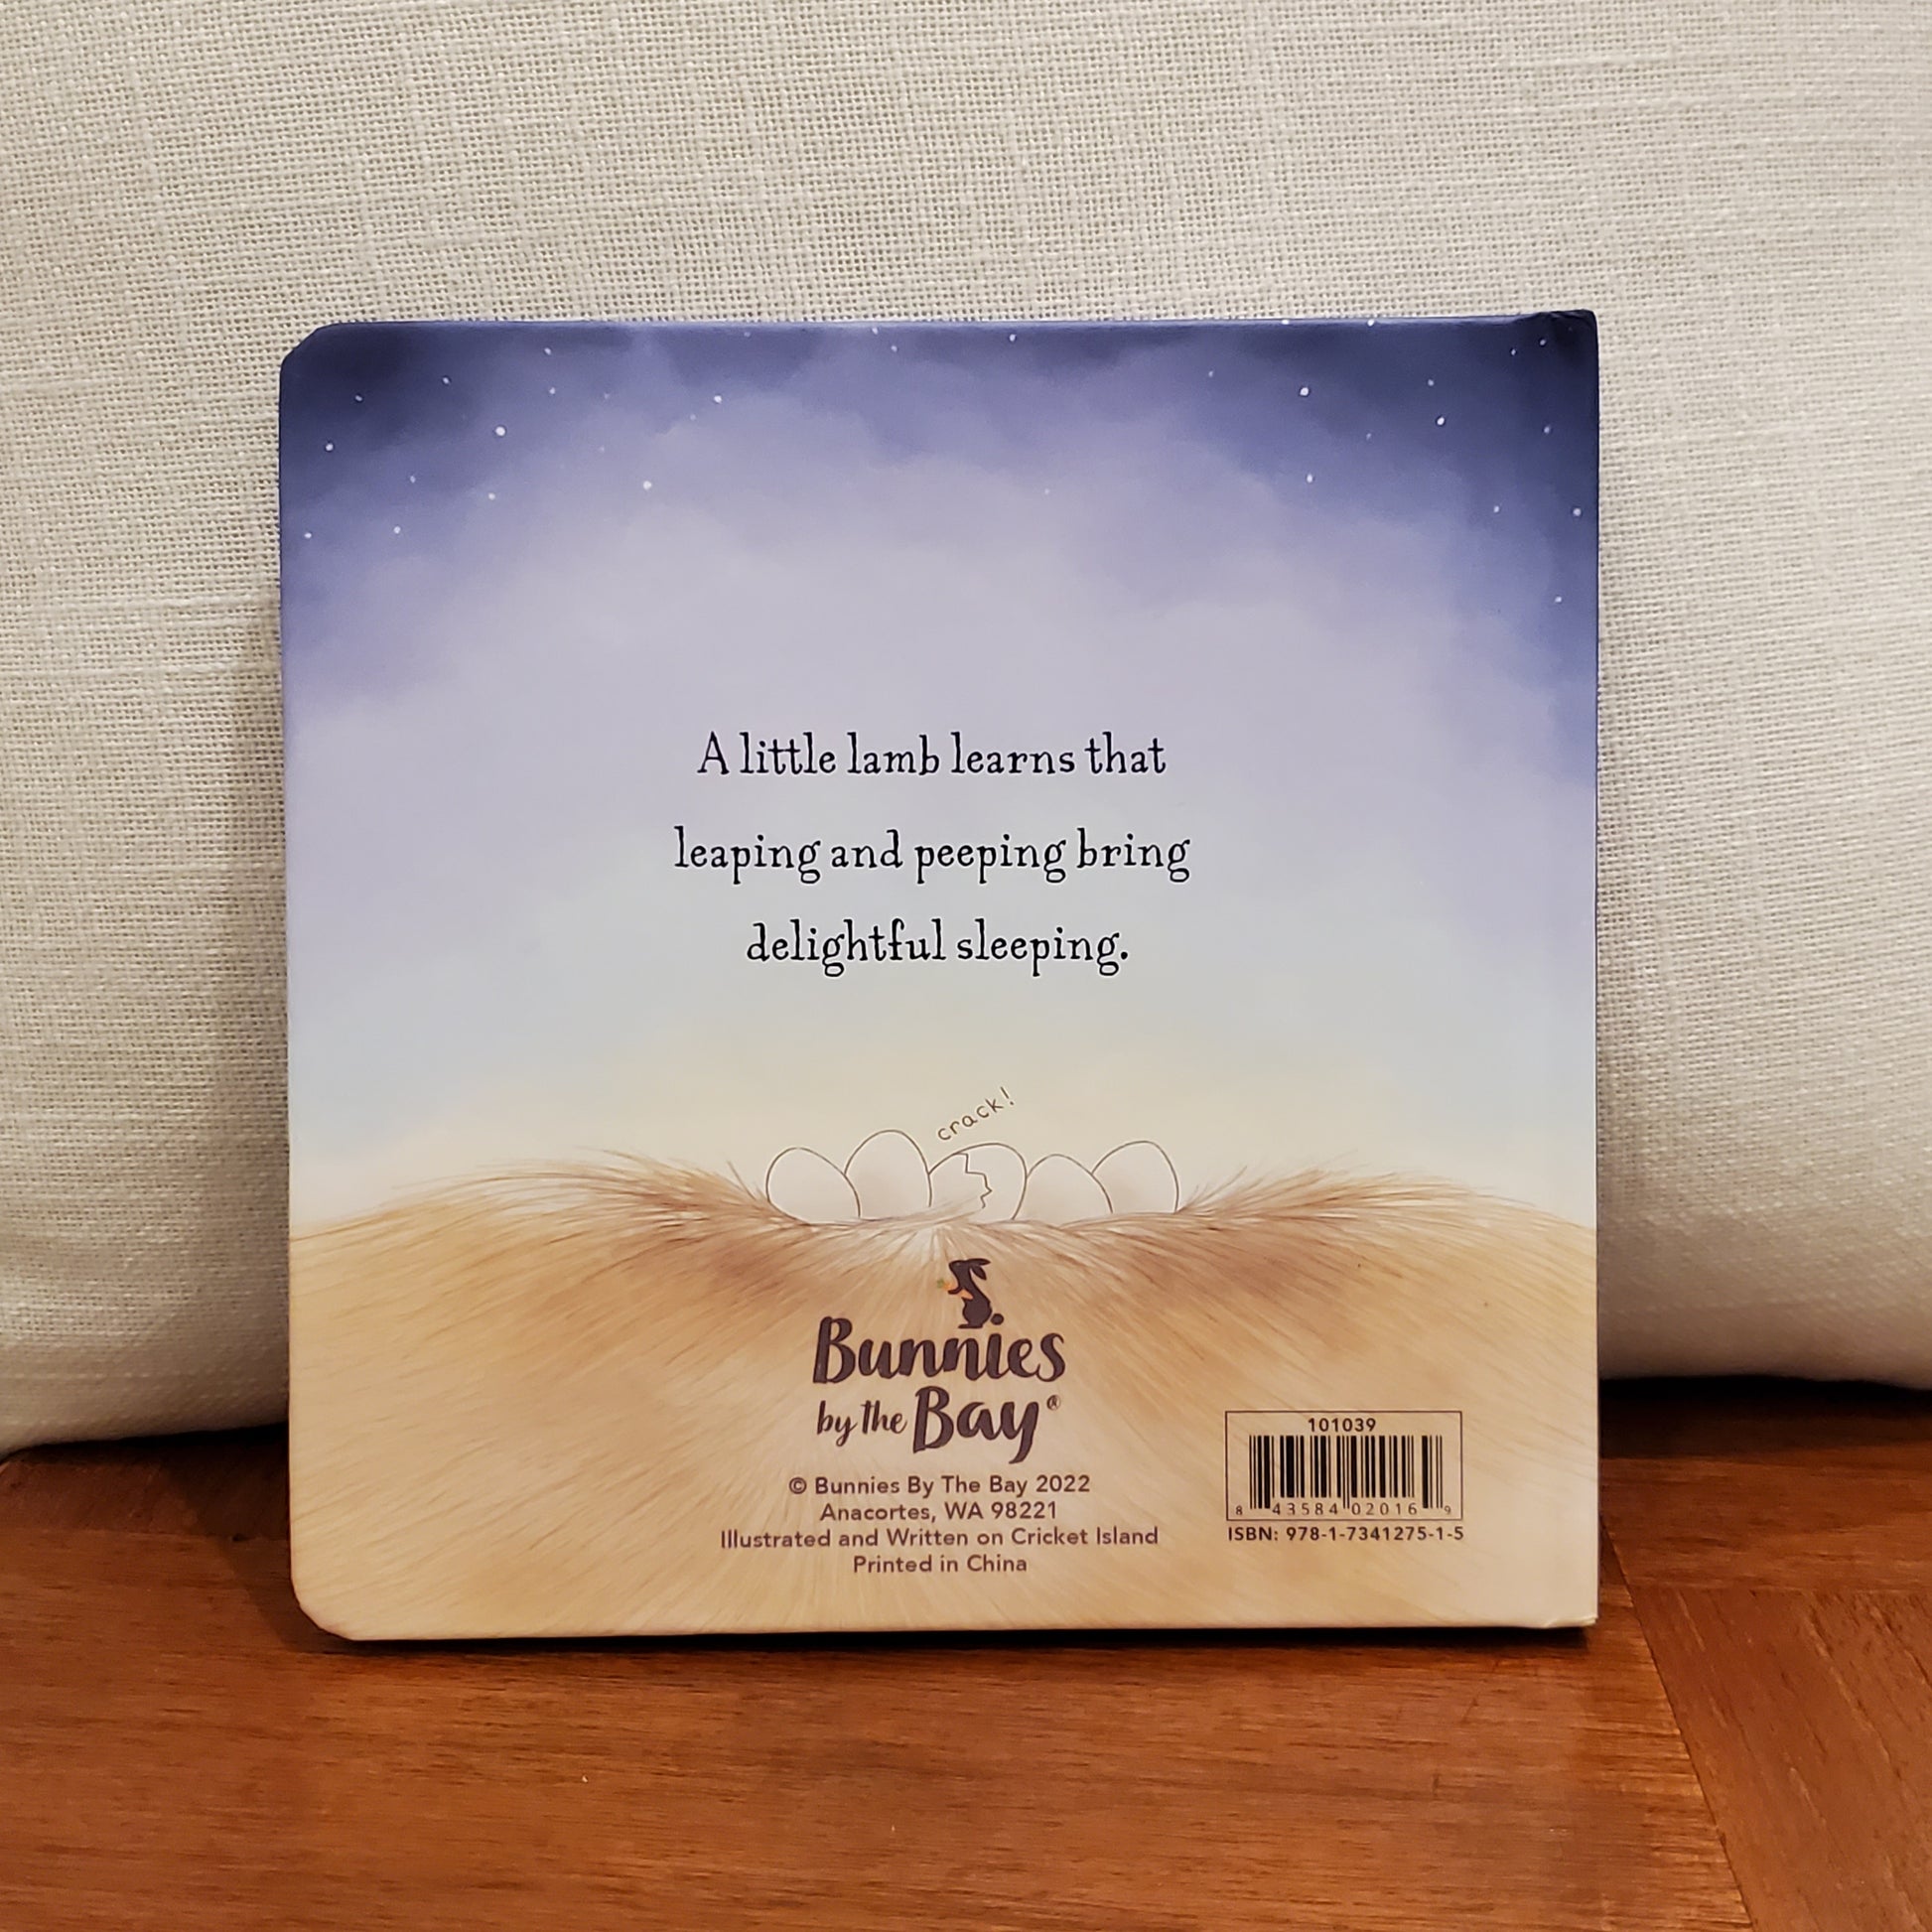 A little lamb learns that
leaping and peeping bring
delightful sleeping.
crack!
Bunnies
by the Bay®
© Bunnies By The Bay 2022
Anacortes, WA 98221
Illustrated and Written on Cricket Island
Printed in China
101039
8 43584 02016 9
ISBN: 978-1-7341275-1-5